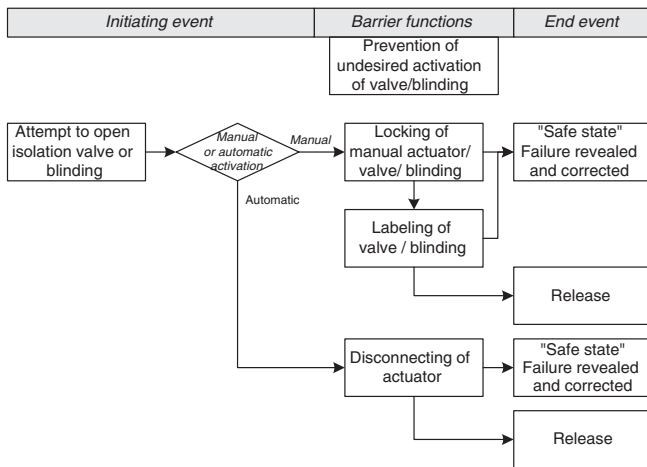 Initiating event
Barrier functions
End event
Prevention of
undesired activation
of valve/blinding
Attempt to open
isolation valve or
blinding
Manual
or automatic
activation
Manual
Locking of
manual actuator/
valve/ blinding
"Safe state"
Failure revealed
and corrected
Automatic
Labeling of
valve / blinding
Release
Disconnecting of
actuator
"Safe state"
Failure revealed
and corrected
Release